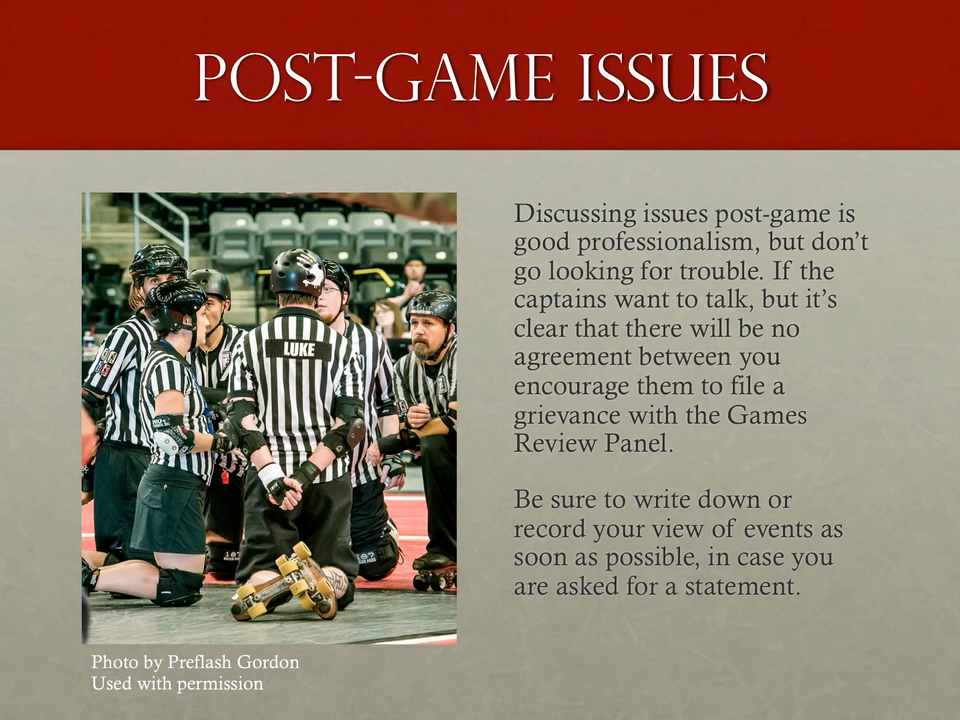 POST-GAME ISSUES
LUKE
Discussing issues post-game is
good professionalism, but don't
go looking for trouble. If the
captains want to talk, but it's
clear that there will be no
agreement between you
encourage them to file a
grievance with the Games
Review Panel.
Be sure to write down or
record your view of events as
soon as possible, in case you
are asked for a statement.
Photo by Preflash Gordon
Used with permission